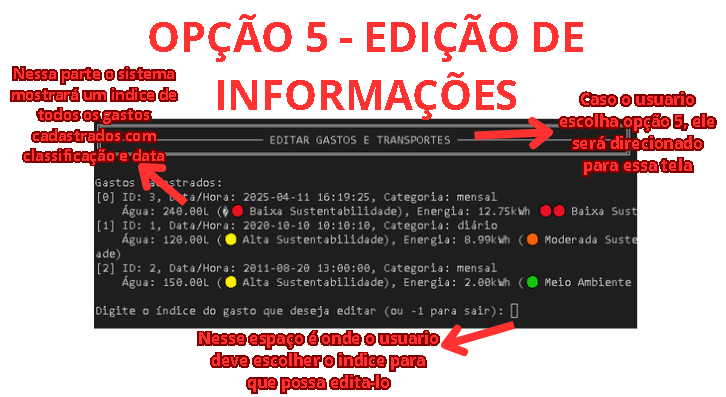 OPÇÃO 5 - EDIÇÃO DE
INFORMAÇÕES
Nessa parte o sistema
mostrará um indice de
todos os gastos
cadastrados com
classificação e data
Caso o usuario
escolha opção 5, ele
será direcionado
para essa tela
EDITAR GASTOS E TRANSPORTES
Gastos cadastrados:
[0] ID: 3, Data/Hora: 2025-04-11 16:19:25, Categoria: mensal
Água: 240.00L (� Baixa Sustentabilidade), Energia: 12.75kWh Baixa Sust
[1] ID: 1, Data/Hora: 2020-10-10 10:10:10, Categoria: diário
Água: 120.00L ( Alta Sustentabilidade), Energia: 8.99kWh ( Moderada Suste
ade)
[2] ID: 2, Data/Hora: 2011-08-20 13:00:00, Categoria: mensal
Água: 150.00L ( Alta Sustentabilidade), Energia: 2.00kWh ( Meio Ambiente
Digite o índice do gasto que deseja editar (ou -1 para sair):
Nesse espaço é onde o usuario
deve escolher o indice para
que possa edita-lo